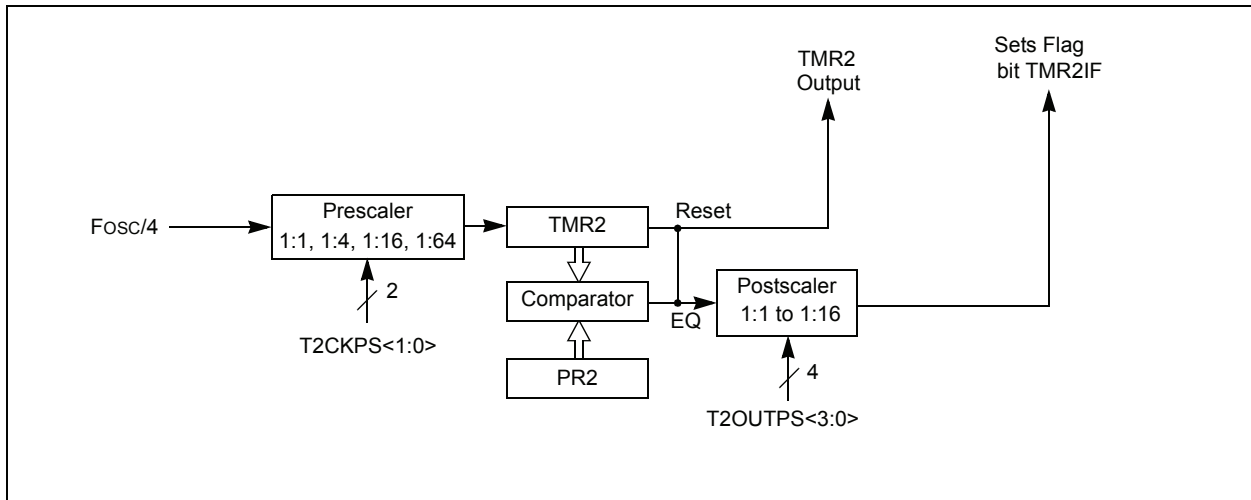 TMR2
Output
Sets Flag
bit TMR2IF
Fosc/4
Prescaler
1:1, 1:4, 1:16, 1:64
2
T2CKPS<1:0>
TMR2
Reset
Comparator
EQ
PR2
Postscaler
1:1 to 1:16
4
T2OUTPS<3:0>